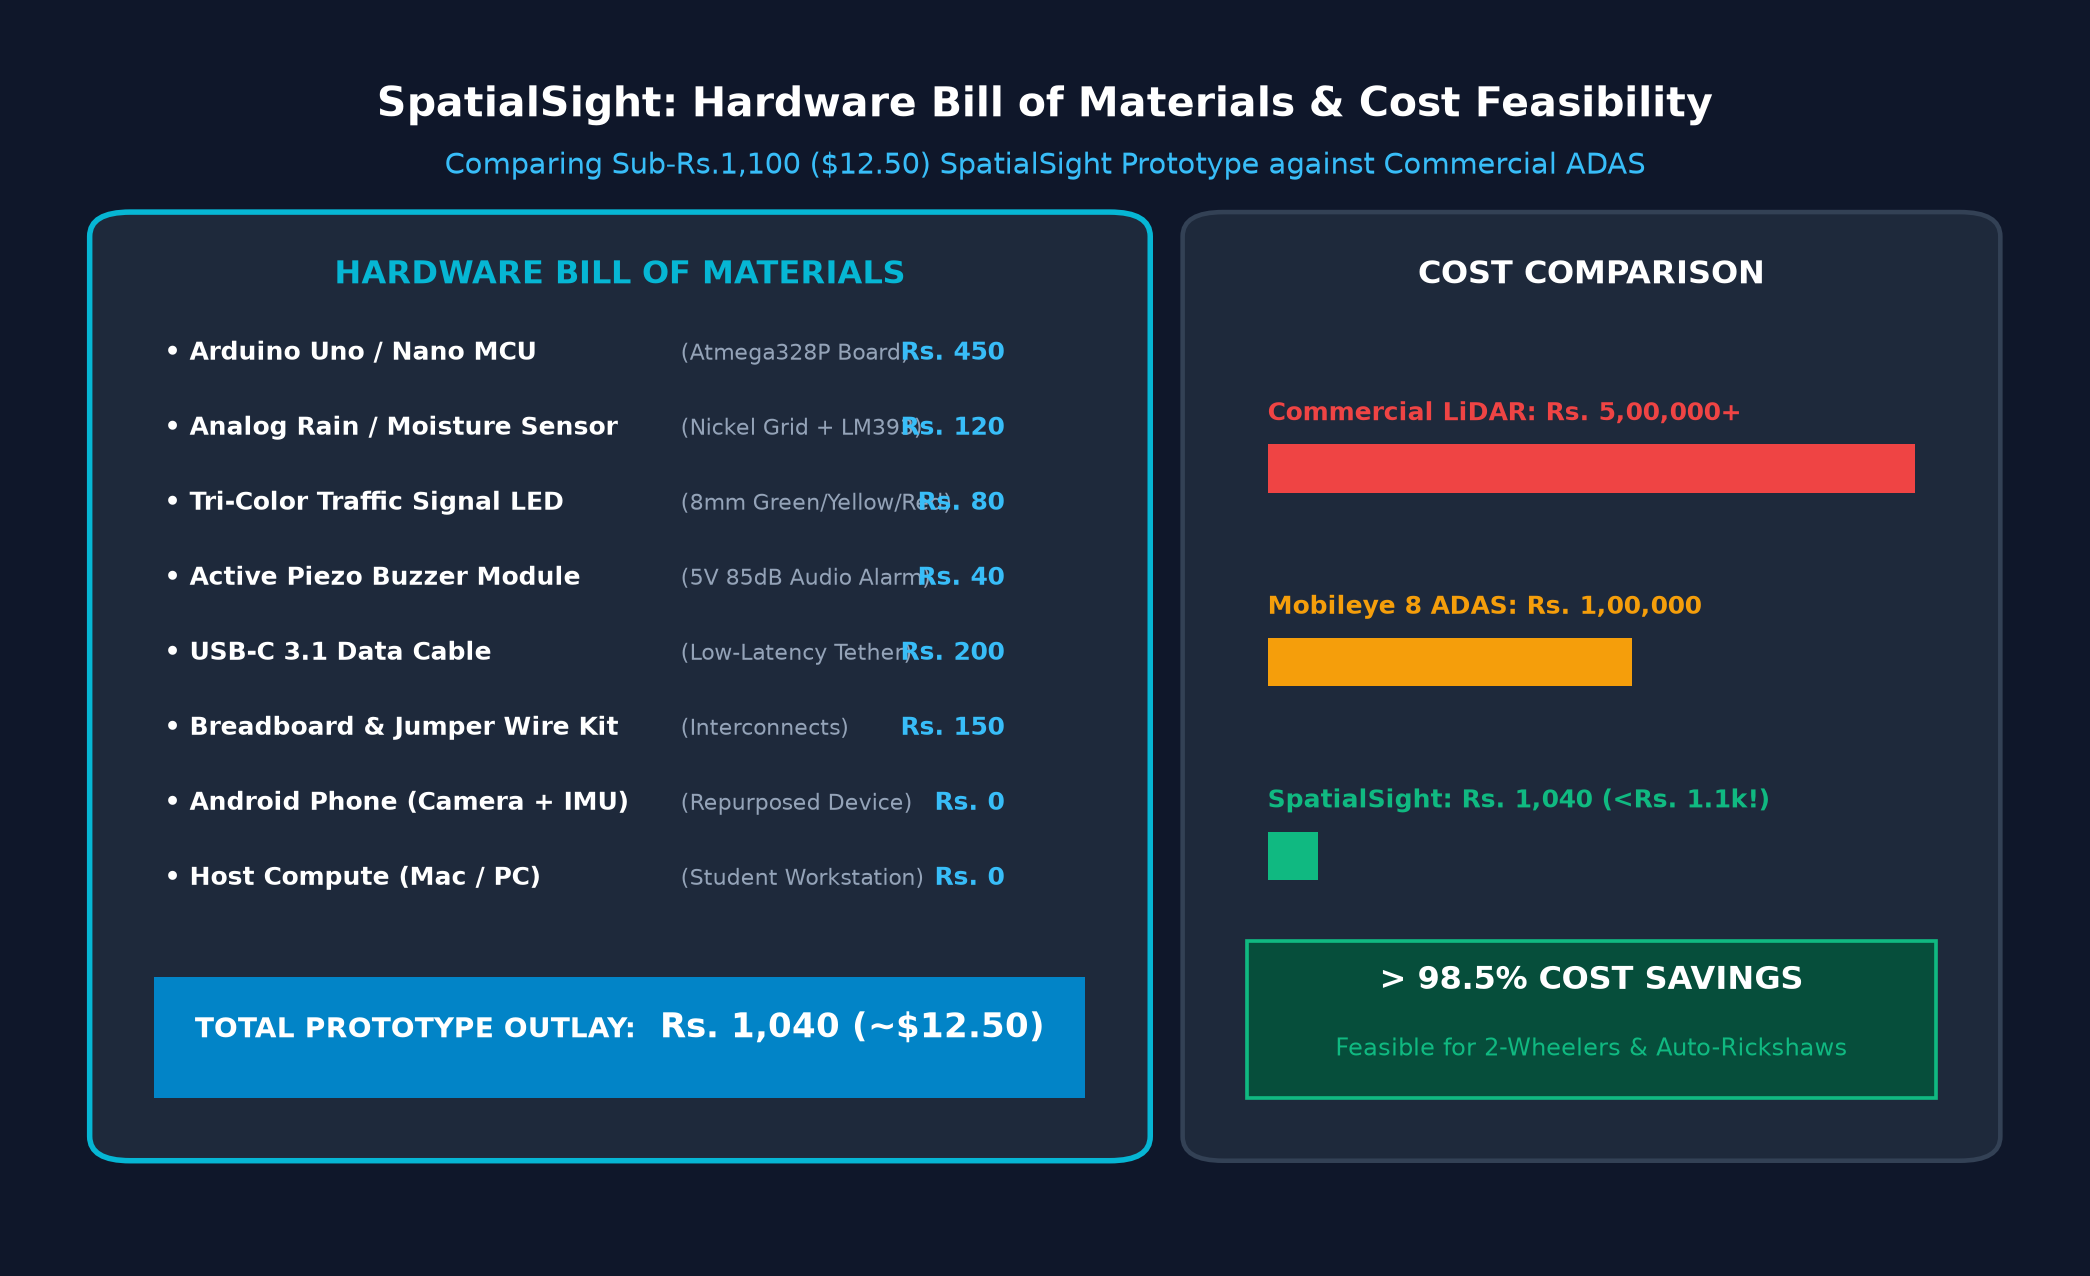 SpatialSight: Hardware Bill of Materials & Cost Feasibility
Comparing Sub-Rs.1,100 ($12.50) SpatialSight Prototype against Commercial ADAS
HARDWARE BILL OF MATERIALS
• Arduino Uno / Nano MCU (Atmega328P Board) Rs. 450
• Analog Rain / Moisture Sensor (Nickel Grid + LM393) Rs. 120
• Tri-Color Traffic Signal LED (8mm Green/Yellow/Red) Rs. 80
• Active Piezo Buzzer Module (5V 85dB Audio Alarm) Rs. 40
• USB-C 3.1 Data Cable (Low-Latency Tether) Rs. 200
• Breadboard & Jumper Wire Kit (Interconnects) Rs. 150
• Android Phone (Camera + IMU) (Repurposed Device) Rs. 0
• Host Compute (Mac / PC) (Student Workstation) Rs. 0
TOTAL PROTOTYPE OUTLAY: Rs. 1,040 (~$12.50)
COST COMPARISON
Commercial LiDAR: Rs. 5,00,000+
Mobileye 8 ADAS: Rs. 1,00,000
SpatialSight: Rs. 1,040 (<Rs. 1.1k!)
> 98.5% COST SAVINGS
Feasible for 2-Wheelers & Auto-Rickshaws